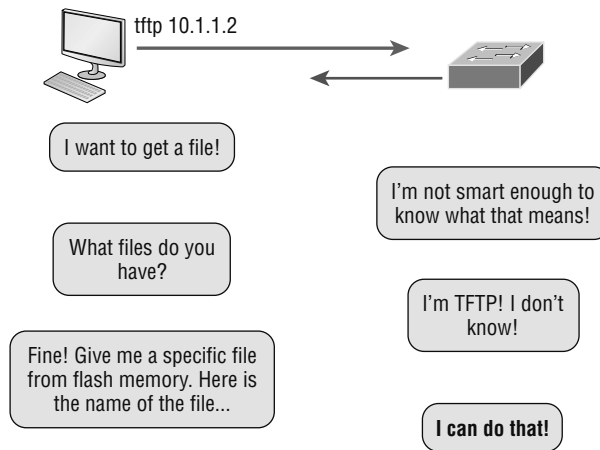 tftp 10.1.1.2
I want to get a file!
I'm not smart enough to
know what that means!
What files do you
have?
I'm TFTP! I don't
know!
Fine! Give me a specific file
from flash memory. Here is
the name of the file...
I can do that!